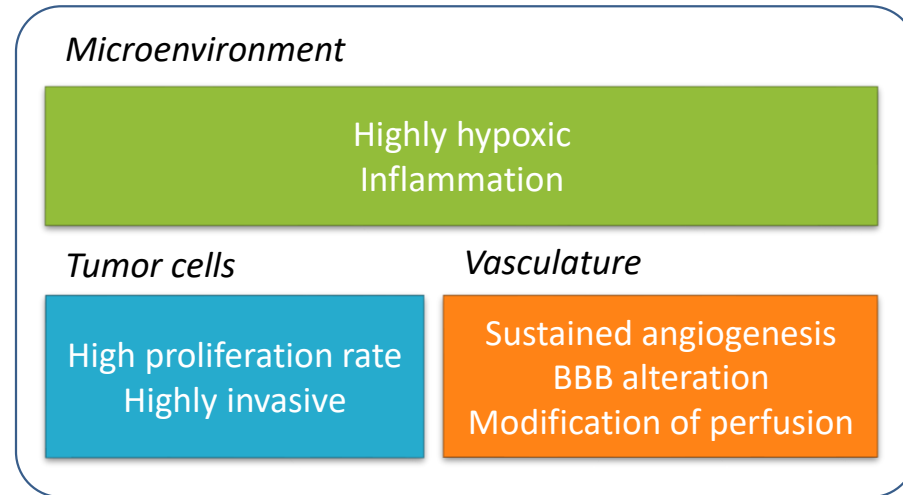 Microenvironment
Highly hypoxic
Inflammation
Tumor cells
High proliferation rate
Highly invasive
Vasculature
Sustained angiogenesis
BBB alteration
Modification of perfusion